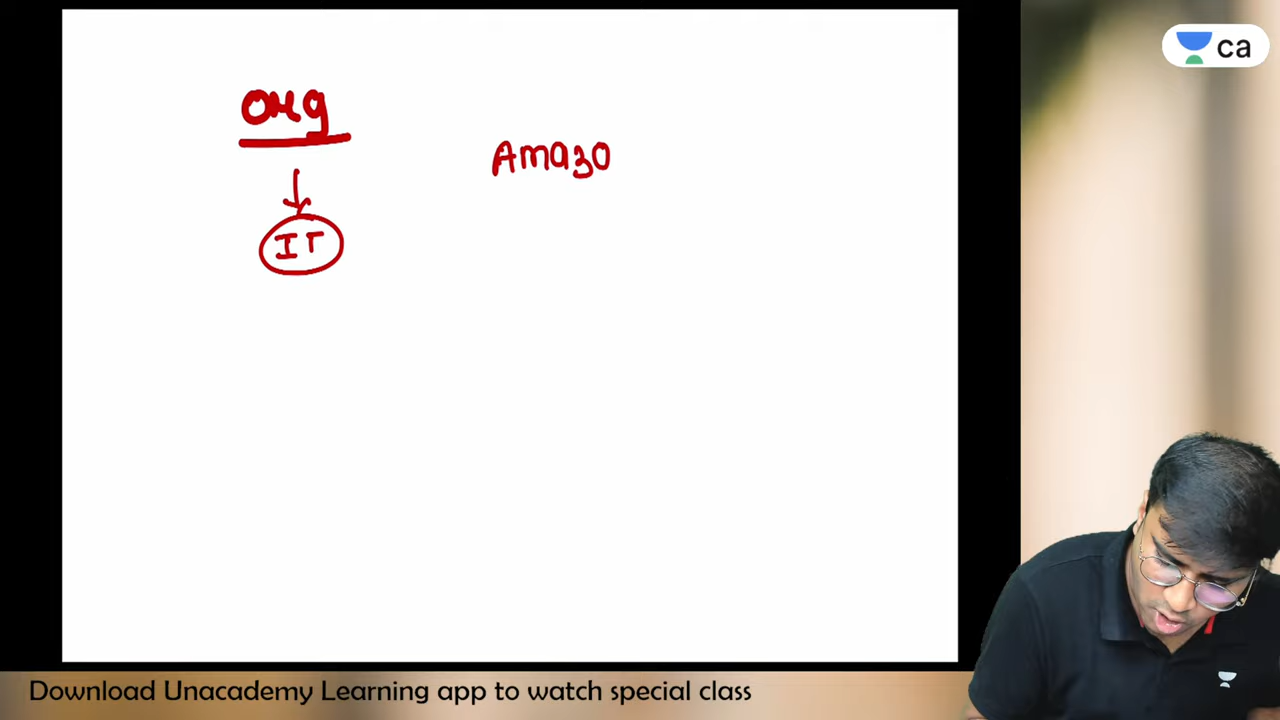 ca
org
Amazo
IT
Download Unacademy Learning app to watch special class